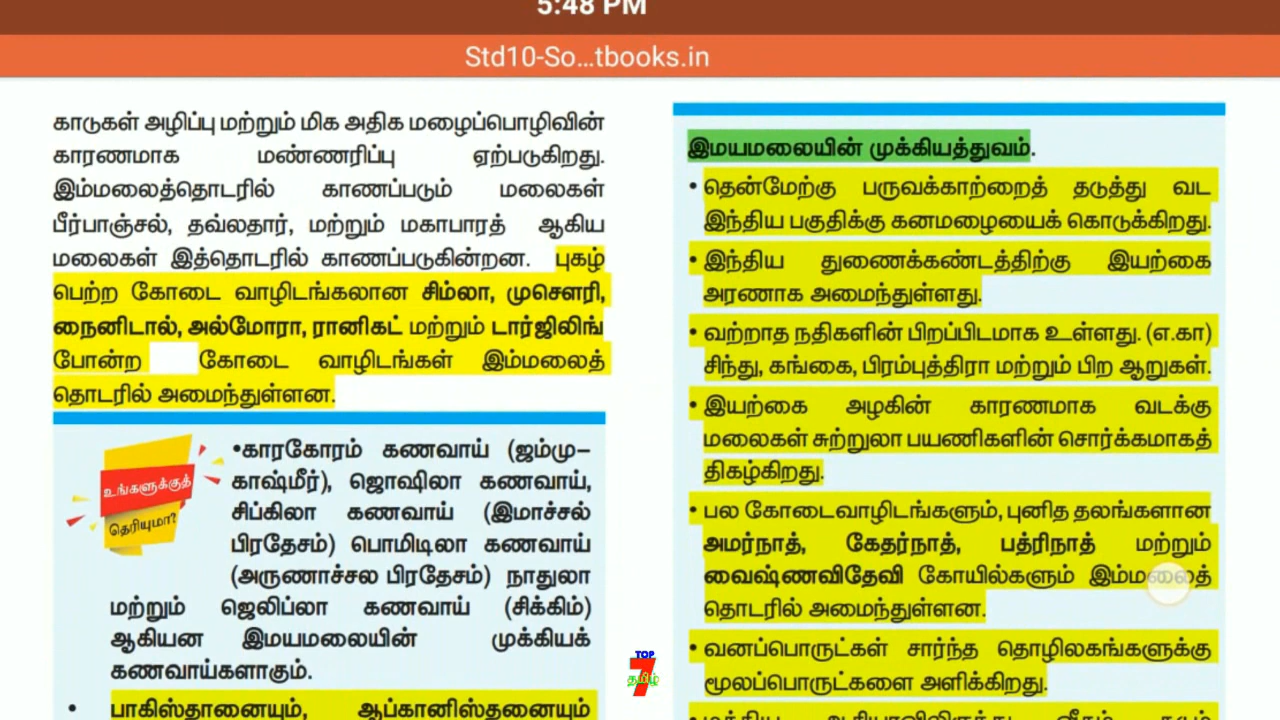 5:48 PM
Std10-So...tbooks.in
காடுகள் அழிப்பு மற்றும் மிக அதிக மழைப்பொழிவின்
காரணமாக மண்ணரிப்பு ஏற்படுகிறது.
இம்மலைத்தொடரில் காணப்படும் மலைகள்
பீர்பாஞ்சல், தவ்லதார், மற்றும் மகாபாரத் ஆகிய
மலைகள் இத்தொடரில் காணப்படுகின்றன. புகழ்
பெற்ற கோடை வாழிடங்கலான சிம்லா, முசௌரி,
நைனிடால், அல்மோரா, ரானிகட் மற்றும் டார்ஜிலிங்
போன்ற கோடை வாழிடங்கள் இம்மலைத்
தொடரில் அமைந்துள்ளன.
உங்களுக்குத்
தெரியுமா?
•காரகோரம் கணவாய் (ஜம்மு–
காஷ்மீர்), ஜொஷிலா கணவாய்,
சிப்கிலா கணவாய் (இமாச்சல்
பிரதேசம்) பொமிடிலா கணவாய்
(அருணாச்சல பிரதேசம்) நாதுலா
மற்றும் ஜெலிப்லா கணவாய் (சிக்கிம்)
ஆகியன இமயமலையின் முக்கியக்
கணவாய்களாகும்.
• பாகிஸ்தானையும், ஆப்கானிஸ்தனையும்
இமயமலையின் முக்கியத்துவம்.
• தென்மேற்கு பருவக்காற்றைத் தடுத்து வட
இந்திய பகுதிக்கு கனமழையைக் கொடுக்கிறது.
• இந்திய துணைக்கண்டத்திற்கு இயற்கை
அரணாக அமைந்துள்ளது.
• வற்றாத நதிகளின் பிறப்பிடமாக உள்ளது. (எ.கா)
சிந்து, கங்கை, பிரம்புத்திரா மற்றும் பிற ஆறுகள்.
• இயற்கை அழகின் காரணமாக வடக்கு
மலைகள் சுற்றுலா பயணிகளின் சொர்க்கமாகத்
திகழ்கிறது.
• பல கோடைவாழிடங்களும், புனித தலங்களான
அமர்நாத், கேதர்நாத், பத்ரிநாத் மற்றும்
வைஷ்ணவிதேவி கோயில்களும் இம்மலைத்
தொடரில் அமைந்துள்ளன.
• வனப்பொருட்கள் சார்ந்த தொழிலகங்களுக்கு
மூலப்பொருட்களை அளிக்கிறது.
TOP
7
தமிழ்